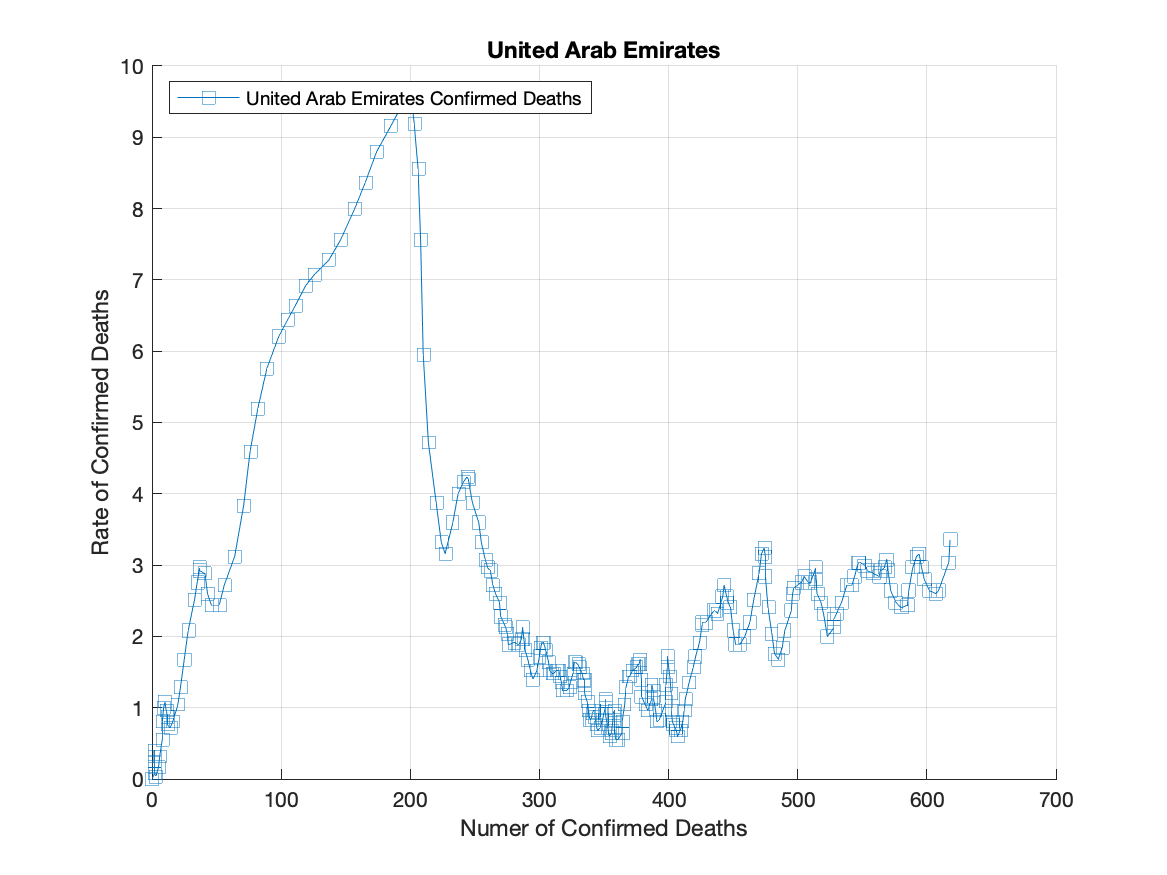 United Arab Emirates
United Arab Emirates Confirmed Deaths
Rate of Confirmed Deaths
10
9
8
7
6
5
4
3
2
1
0
0 100 200 300 400 500 600 700
Numer of Confirmed Deaths